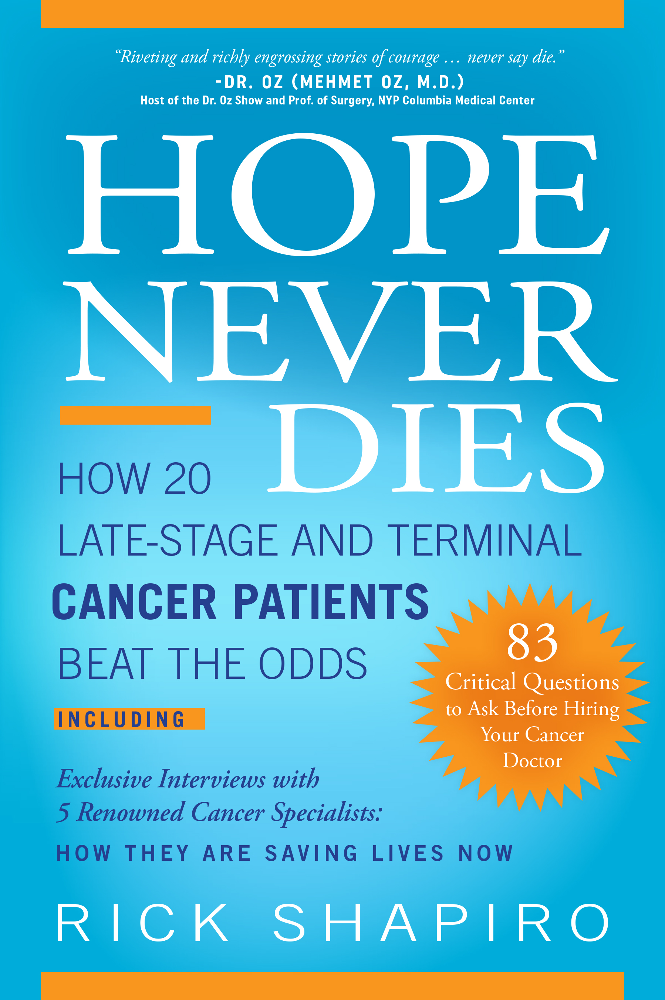 “Riveting and richly engrossing stories of courage … never say die.”
-DR. OZ (MEHMET OZ, M.D.)
Host of the Dr. Oz Show and Prof. of Surgery, NYP Columbia Medical Center
HOPE
NEVER
DIES
HOW 20
LATE-STAGE AND TERMINAL
CANCER PATIENTS
BEAT THE ODDS
83
Critical Questions
to Ask Before Hiring
Your Cancer
Doctor
INCLUDING
Exclusive Interviews with
5 Renowned Cancer Specialists:
HOW THEY ARE SAVING LIVES NOW
RICK SHAPIRO